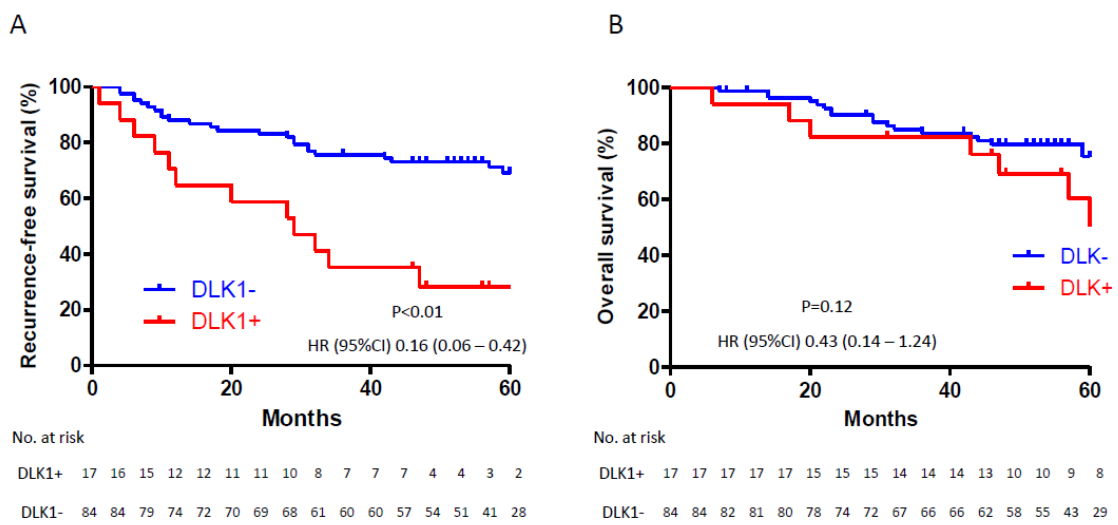 A
Recurrence-free survival (%)
100
80
60
40
20
0
DLK1-
DLK1+
P<0.01
HR (95%CI) 0.16 (0.06 – 0.42)
0 20 40 60
Months
No. at risk
DLK1+ 17 16 15 12 12 11 11 10 8 7 7 7 4 4 3 2
DLK1- 84 84 79 74 72 70 69 68 61 60 60 57 54 51 41 28
B
Overall survival (%)
100
80
60
40
20
0
DLK-
DLK+
P=0.12
HR (95%CI) 0.43 (0.14 – 1.24)
0 20 40 60
Months
No. at risk
DLK1+ 17 17 17 17 17 15 15 15 14 14 14 13 10 10 9 8
DLK1- 84 84 82 81 80 78 74 72 67 66 66 62 58 55 43 29